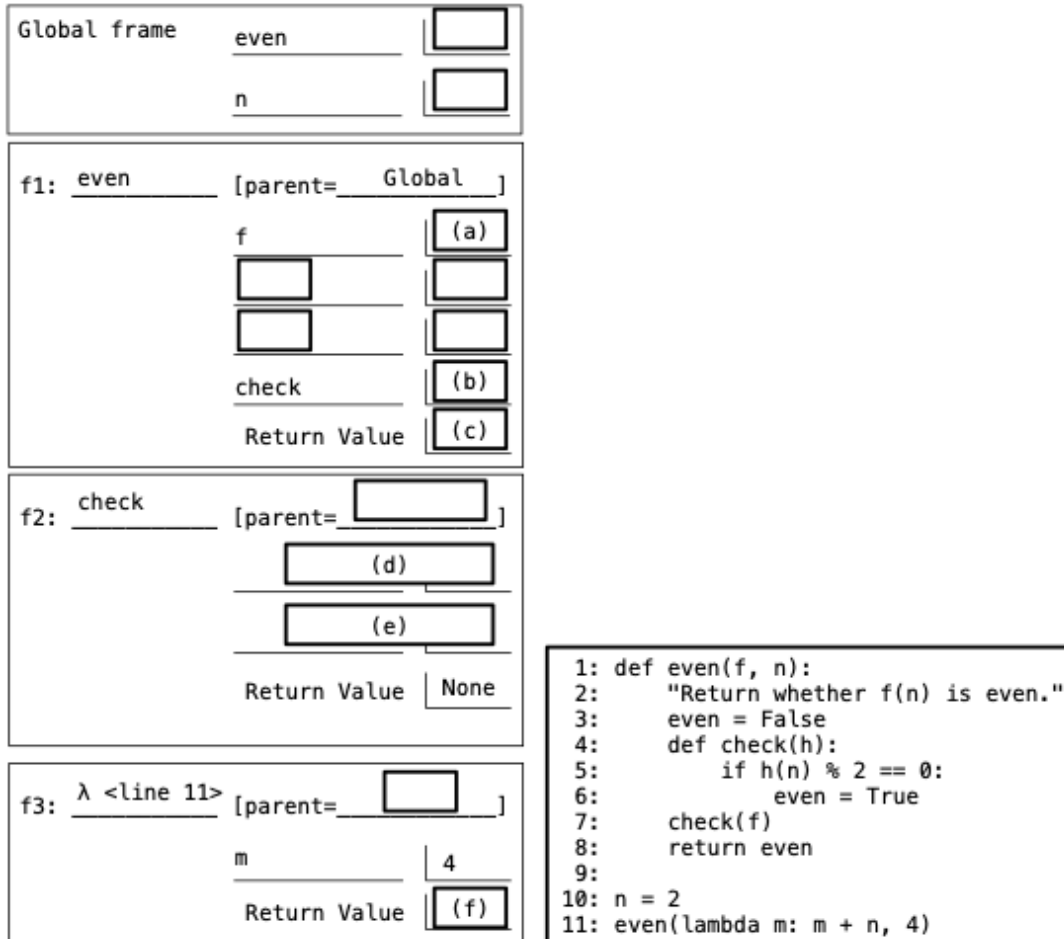 Global frame even
n
f1: even [parent= Global ]
f (a)
check (b)
Return Value (c)
f2: check [parent= ]
(d)
(e)
Return Value None
f3: λ <line 11> [parent= ]
m 4
Return Value (f)
1: def even(f, n):
2:     "Return whether f(n) is even."
3:     even = False
4:     def check(h):
5:         if h(n) % 2 == 0:
6:             even = True
7:     check(f)
8:     return even
9:
10: n = 2
11: even(lambda m: m + n, 4)